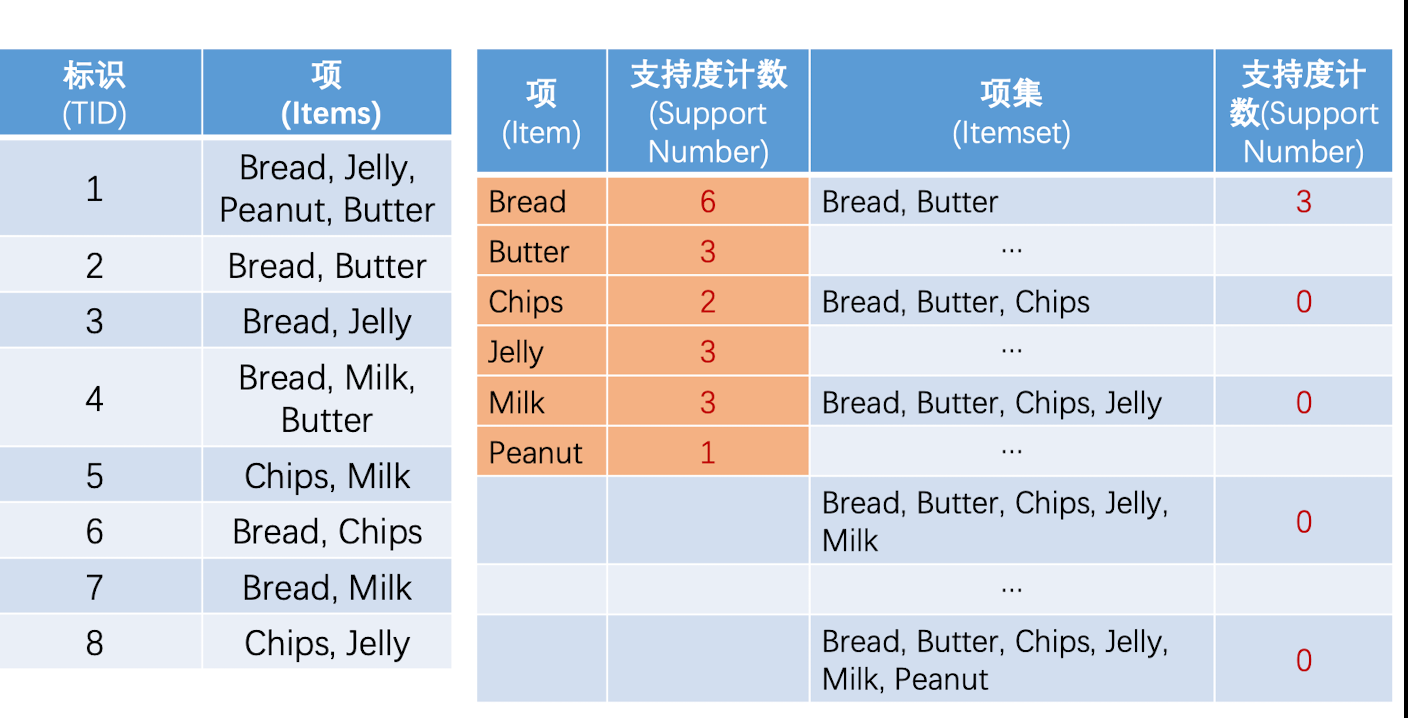 标识
(TID)
项
(Items)
1
Bread, Jelly,
Peanut, Butter
2
Bread, Butter
3
Bread, Jelly
4
Bread, Milk,
Butter
5
Chips, Milk
6
Bread, Chips
7
Bread, Milk
8
Chips, Jelly
项
(Item)
支持度计数
(Support
Number)
项集
(Itemset)
支持度计
数(Support
Number)
Bread
6
Bread, Butter
3
Butter
3
...
Chips
2
Bread, Butter, Chips
0
Jelly
3
...
Milk
3
Bread, Butter, Chips, Jelly
0
Peanut
1
...
Bread, Butter, Chips, Jelly,
Milk
0
...
Bread, Butter, Chips, Jelly,
Milk, Peanut
0